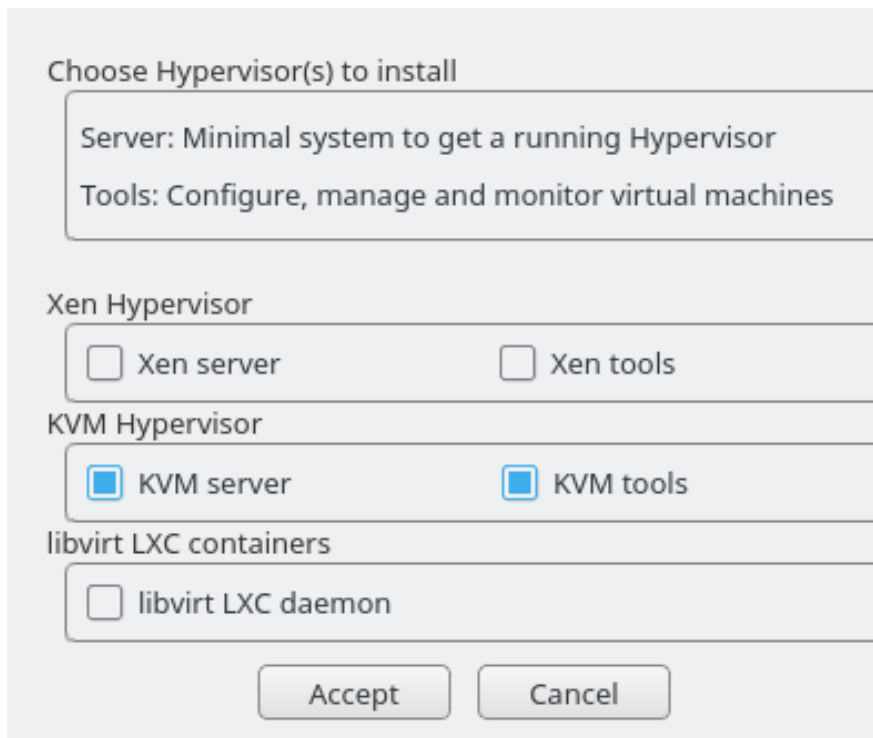 Choose Hypervisor(s) to install
Server: Minimal system to get a running Hypervisor
Tools: Configure, manage and monitor virtual machines
Xen Hypervisor
Xen server Xen tools
KVM Hypervisor
KVM server KVM tools
libvirt LXC containers
libvirt LXC daemon
Accept Cancel